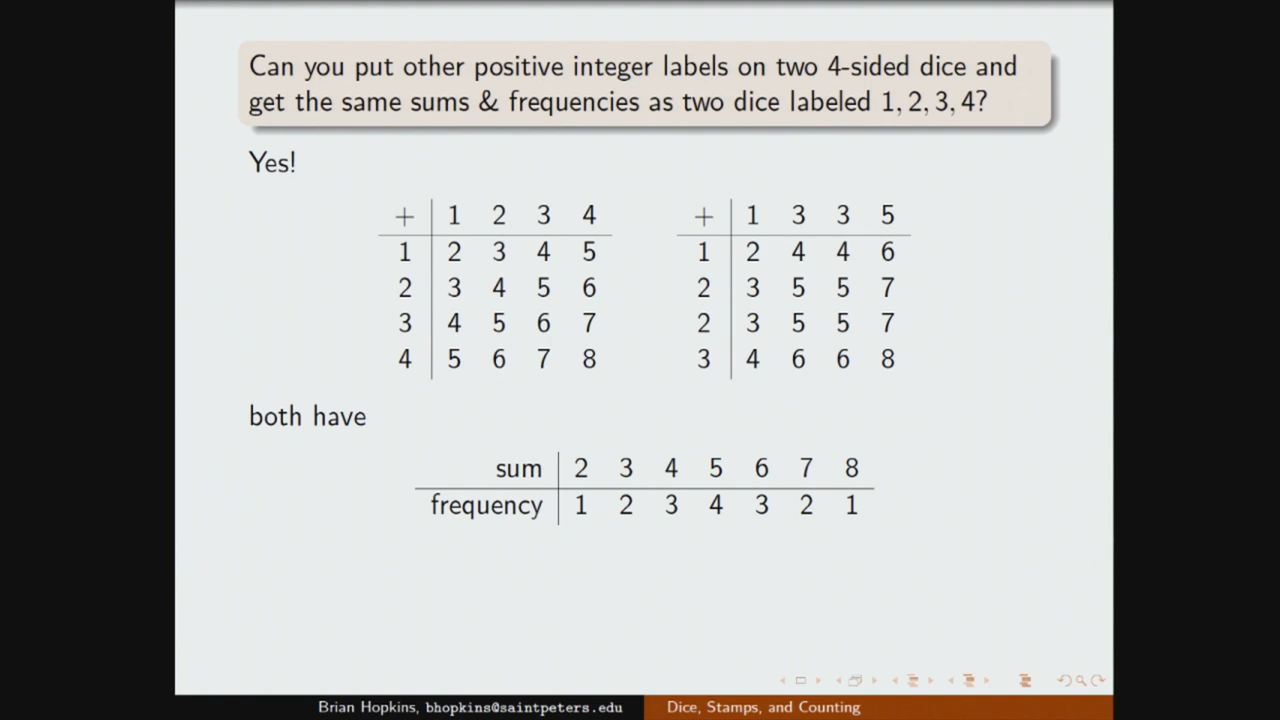 Can you put other positive integer labels on two 4-sided dice and
get the same sums & frequencies as two dice labeled 1, 2, 3, 4?
Yes!
+ 1 2 3 4
1 2 3 4 5
2 3 4 5 6
3 4 5 6 7
4 5 6 7 8
+ 1 3 3 5
1 2 4 4 6
2 3 5 5 7
2 3 5 5 7
3 4 6 6 8
both have
sum 2 3 4 5 6 7 8
frequency 1 2 3 4 3 2 1
Brian Hopkins, bhopkins@saintpeters.edu
Dice, Stamps, and Counting